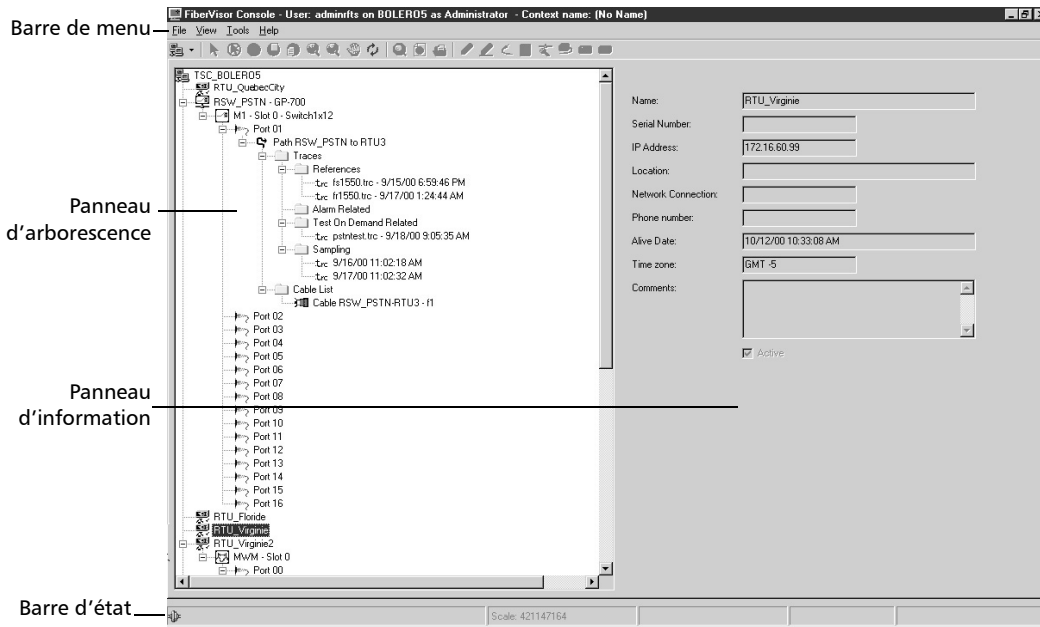 FiberVisor Console - User: adminrfts on BOLERO5 as Administrator - Context name: (No Name)
Barre de menu
File View Tools Help
TSC_BOLERO5
RTU_QuebecCity
RSW_PSTN - GP-700
M1 - Slot 0 - Switch1x12
Port 01
Path RSW_PSTN to RTU3
Traces
References
trc fs1550.trc - 9/15/00 6:59:46 PM
trc fr1550.trc - 9/17/00 1:24:44 AM
Alarm Related
Test On Demand Related
trc pstntest.trc - 9/18/00 9:05:35 AM
Sampling
trc 9/16/00 11:02:18 AM
trc 9/17/00 11:02:32 AM
Cable List
Cable RSW_PSTN-RTU3 - f1
Port 02
Port 03
Port 04
Port 05
Port 06
Port 07
Port 08
Port 09
Port 10
Port 11
Port 12
Port 13
Port 14
Port 15
Port 16
RTU_Floride
RTU_Virginie
RTU_Virginie2
MWM - Slot 0
Port 00
Panneau
d'arborescence
Name: RTU_Virginie
Serial Number:
IP Address: 172.16.60.99
Location:
Network Connection:
Phone number:
Alive Date: 10/12/00 10:33:08 AM
Time zone: GMT -5
Comments:
Active
Panneau
d'information
Barre d'état
Scale: 421147164